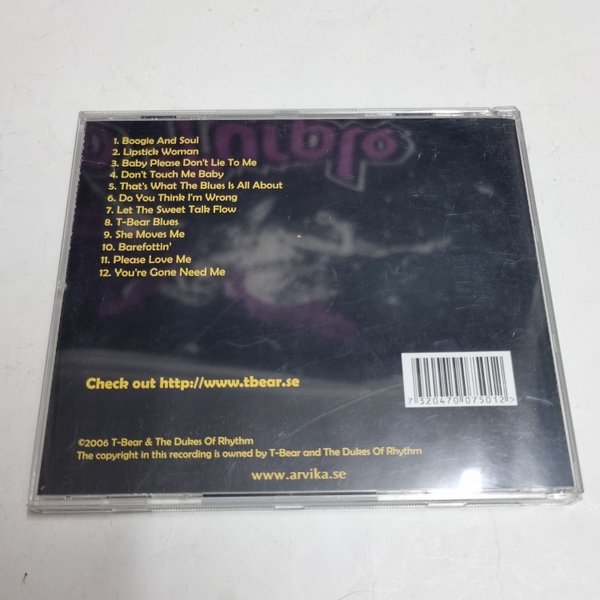 1. Boogie And Soul
2. Lipstick Woman
3. Baby Please Don't Lie To Me
4. Don't Touch Me Baby
5. That's What The Blues Is All About
6. Do You Think I'm Wrong
7. Let The Sweet Talk Flow
8. T-Bear Blues
9. She Moves Me
10. Barefottin'
11. Please Love Me
12. You're Gone Need Me
Check out http://www.tbear.se
7 320470 075012 >
©2006 T-Bear & The Dukes Of Rhythm
The copyright in this recording is owned by T-Bear and The Dukes Of Rhythm
www.arvika.se